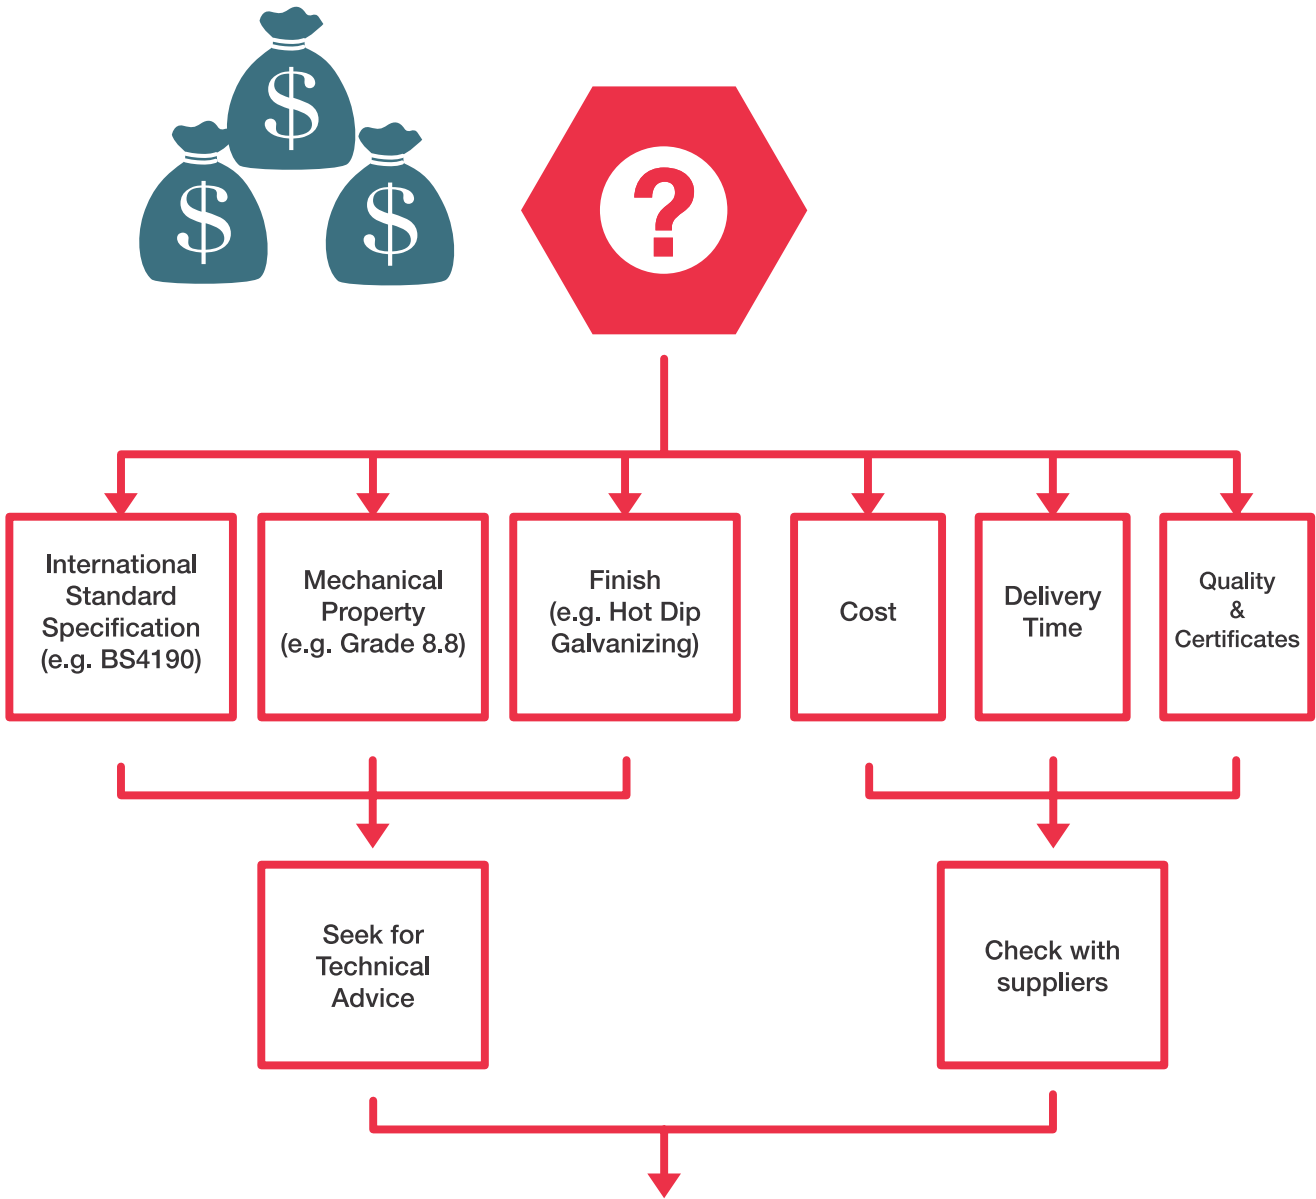 $
$
$
?
International
Standard
Specification
(e.g. BS4190)
Mechanical
Property
(e.g. Grade 8.8)
Finish
(e.g. Hot Dip
Galvanizing)
Cost
Delivery
Time
Quality
&
Certificates
Seek for
Technical
Advice
Check with
suppliers